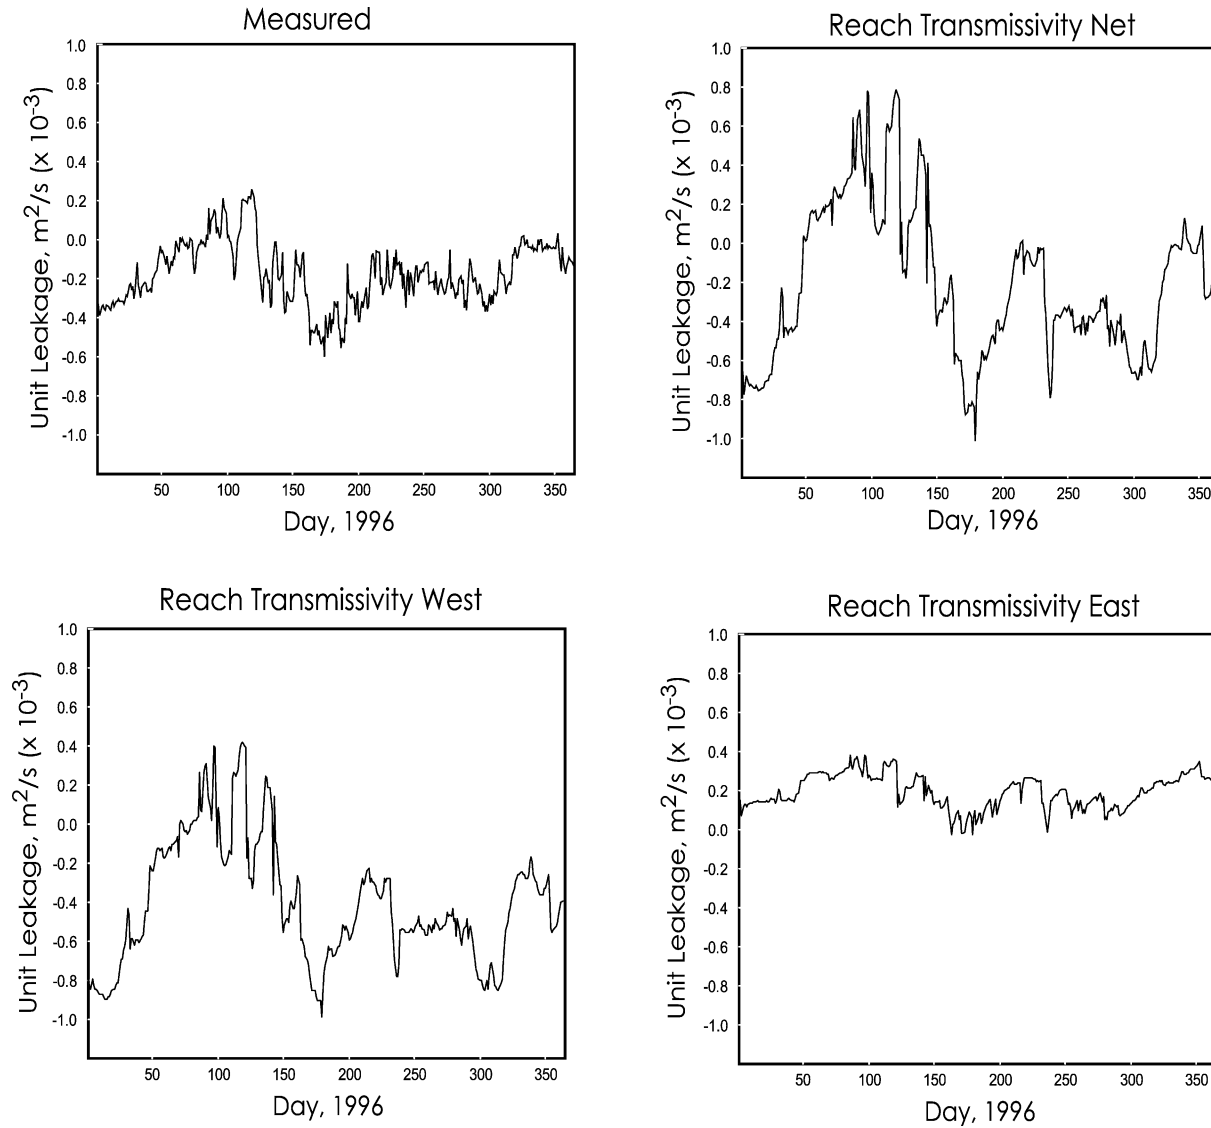 Measured
1.0
0.8
0.6
0.4
0.2
0.0
-0.2
-0.4
-0.6
-0.8
-1.0
Unit Leakage, m²/s (x 10⁻³)
50 100 150 200 250 300 350
Day, 1996
Reach Transmissivity Net
1.0
0.8
0.6
0.4
0.2
0.0
-0.2
-0.4
-0.6
-0.8
-1.0
Unit Leakage, m²/s (x 10⁻³)
50 100 150 200 250 300 350
Day, 1996
Reach Transmissivity West
1.0
0.8
0.6
0.4
0.2
0.0
-0.2
-0.4
-0.6
-0.8
-1.0
Unit Leakage, m²/s (x 10⁻³)
50 100 150 200 250 300 350
Day, 1996
Reach Transmissivity East
1.0
0.8
0.6
0.4
0.2
0.0
-0.2
-0.4
-0.6
-0.8
-1.0
Unit Leakage, m²/s (x 10⁻³)
50 100 150 200 250 300 350
Day, 1996